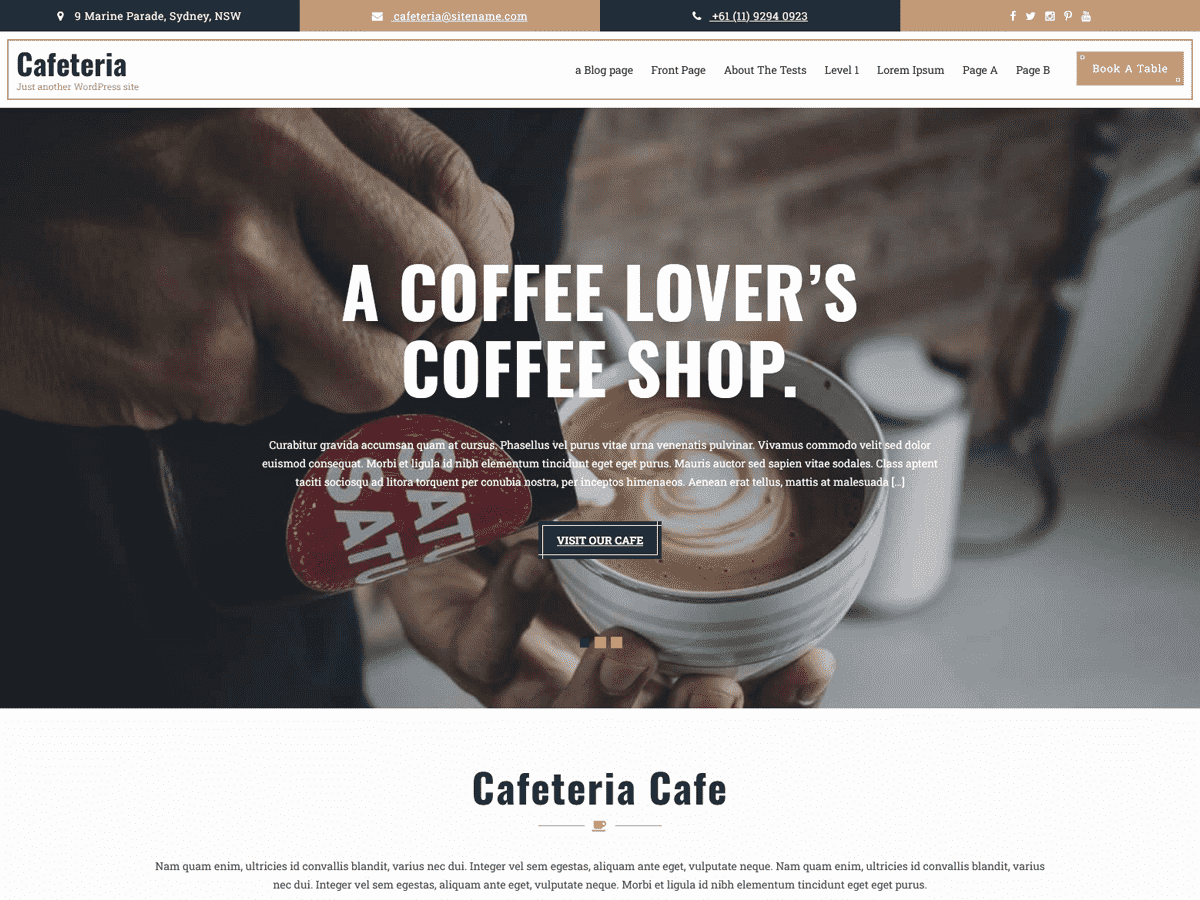 9 Marine Parade, Sydney, NSW
cafeteria@sitename.com
+61 (11) 9294 0923
Cafeteria
Just another WordPress site
a Blog page Front Page About The Tests Level 1 Lorem Ipsum Page A Page B Book A Table
A COFFEE LOVER’S
COFFEE SHOP.
Curabitur gravida accumsan quam at cursus. Phasellus vel purus vitae urna venenatis pulvinar. Vivamus commodo velit sed dolor
euismod consequat. Morbi et ligula id nibh elementum tincidunt eget eget purus. Mauris auctor sed sapien vitae sodales. Class aptent
taciti sociosqu ad litora torquent per conubia nostra, per inceptos himenaeos. Aenean erat tellus, mattis at malesuada [...]
SATU
SATU
VISIT OUR CAFE
Cafeteria Cafe
Nam quam enim, ultricies id convallis blandit, varius nec dui. Integer vel sem egestas, aliquam ante eget, vulputate neque. Nam quam enim, ultricies id convallis blandit, varius
nec dui. Integer vel sem egestas, aliquam ante eget, vulputate neque. Morbi et ligula id nibh elementum tincidunt eget eget purus.